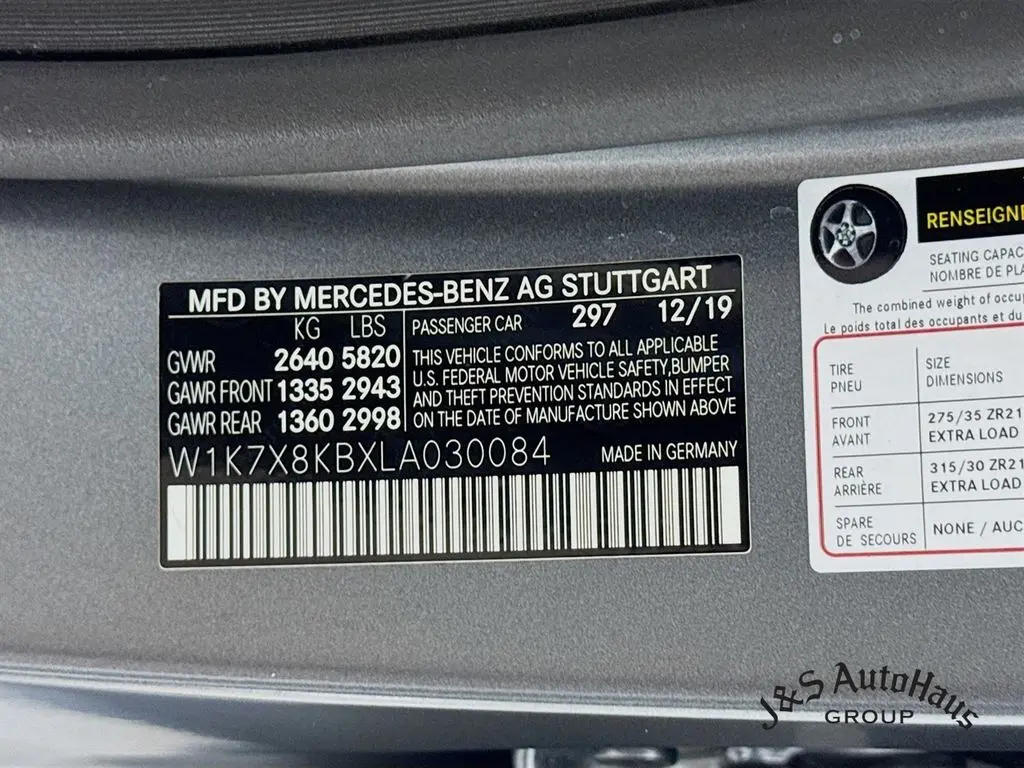 MFD BY MERCEDES-BENZ AG STUTTGART
KG LBS
GVWR 2640 5820
GAWR FRONT 1335 2943
GAWR REAR 1360 2998
PASSENGER CAR 297 12/19
THIS VEHICLE CONFORMS TO ALL APPLICABLE
U.S. FEDERAL MOTOR VEHICLE SAFETY,BUMPER
AND THEFT PREVENTION STANDARDS IN EFFECT
ON THE DATE OF MANUFACTURE SHOWN ABOVE
W1K7X8KBXLA030084 MADE IN GERMANY
RENSEIGNE
SEATING CAPAC
NOMBRE DE PLA
The combined weight of occup
Le poids total des occupants et du
TIRE SIZE
PNEU DIMENSIONS
FRONT 275/35 ZR21
AVANT EXTRA LOAD
REAR 315/30 ZR21
ARRIÈRE EXTRA LOAD
SPARE NONE / AUC
DE SECOURS
J&S AutoHaus
GROUP